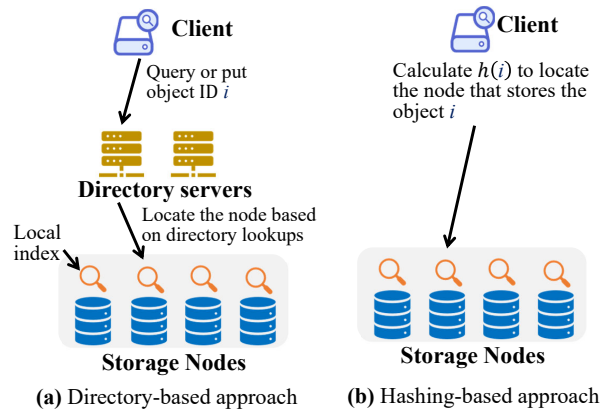 Client
Query or put
object ID i
Directory servers
Locate the node based
on directory lookups
Local
index
Storage Nodes
(a) Directory-based approach
Client
Calculate h(i) to locate
the node that stores the
object i
Storage Nodes
(b) Hashing-based approach